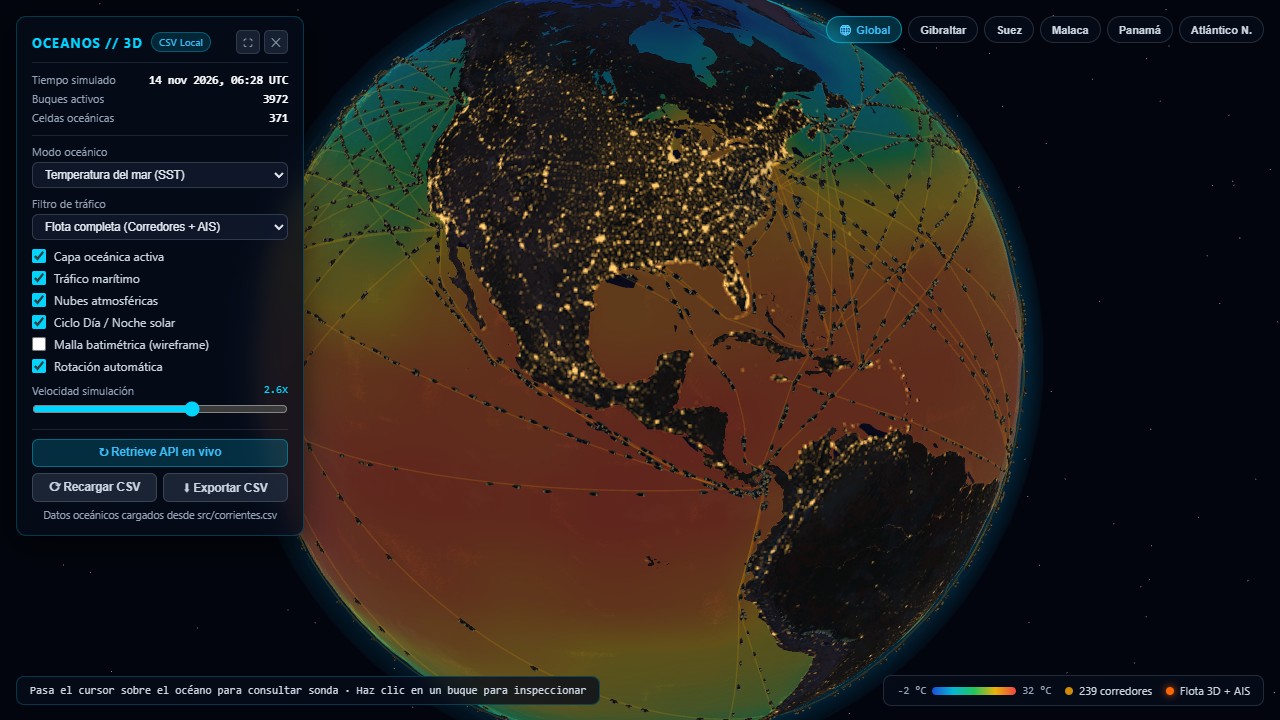 OCEANOS // 3D CSV Local
Global Gibraltar Suez Malaca Panamá Atlántico N.
Tiempo simulado 14 nov 2026, 06:28 UTC
Buques activos 3972
Celdas oceánicas 371
Modo oceánico
Temperatura del mar (SST)
Filtro de tráfico
Flota completa (Corredores + AIS)
Capa oceánica activa
Tráfico marítimo
Nubes atmosféricas
Ciclo Día / Noche solar
Malla batimétrica (wireframe)
Rotación automática
Velocidad simulación 2.6x
↻ Retrieve API en vivo
⟳ Recargar CSV ⬇ Exportar CSV
Datos oceánicos cargados desde src/corrientes.csv
Pasa el cursor sobre el océano para consultar sonda · Haz clic en un buque para inspeccionar
-2 °C 32 °C 239 corredores Flota 3D + AIS